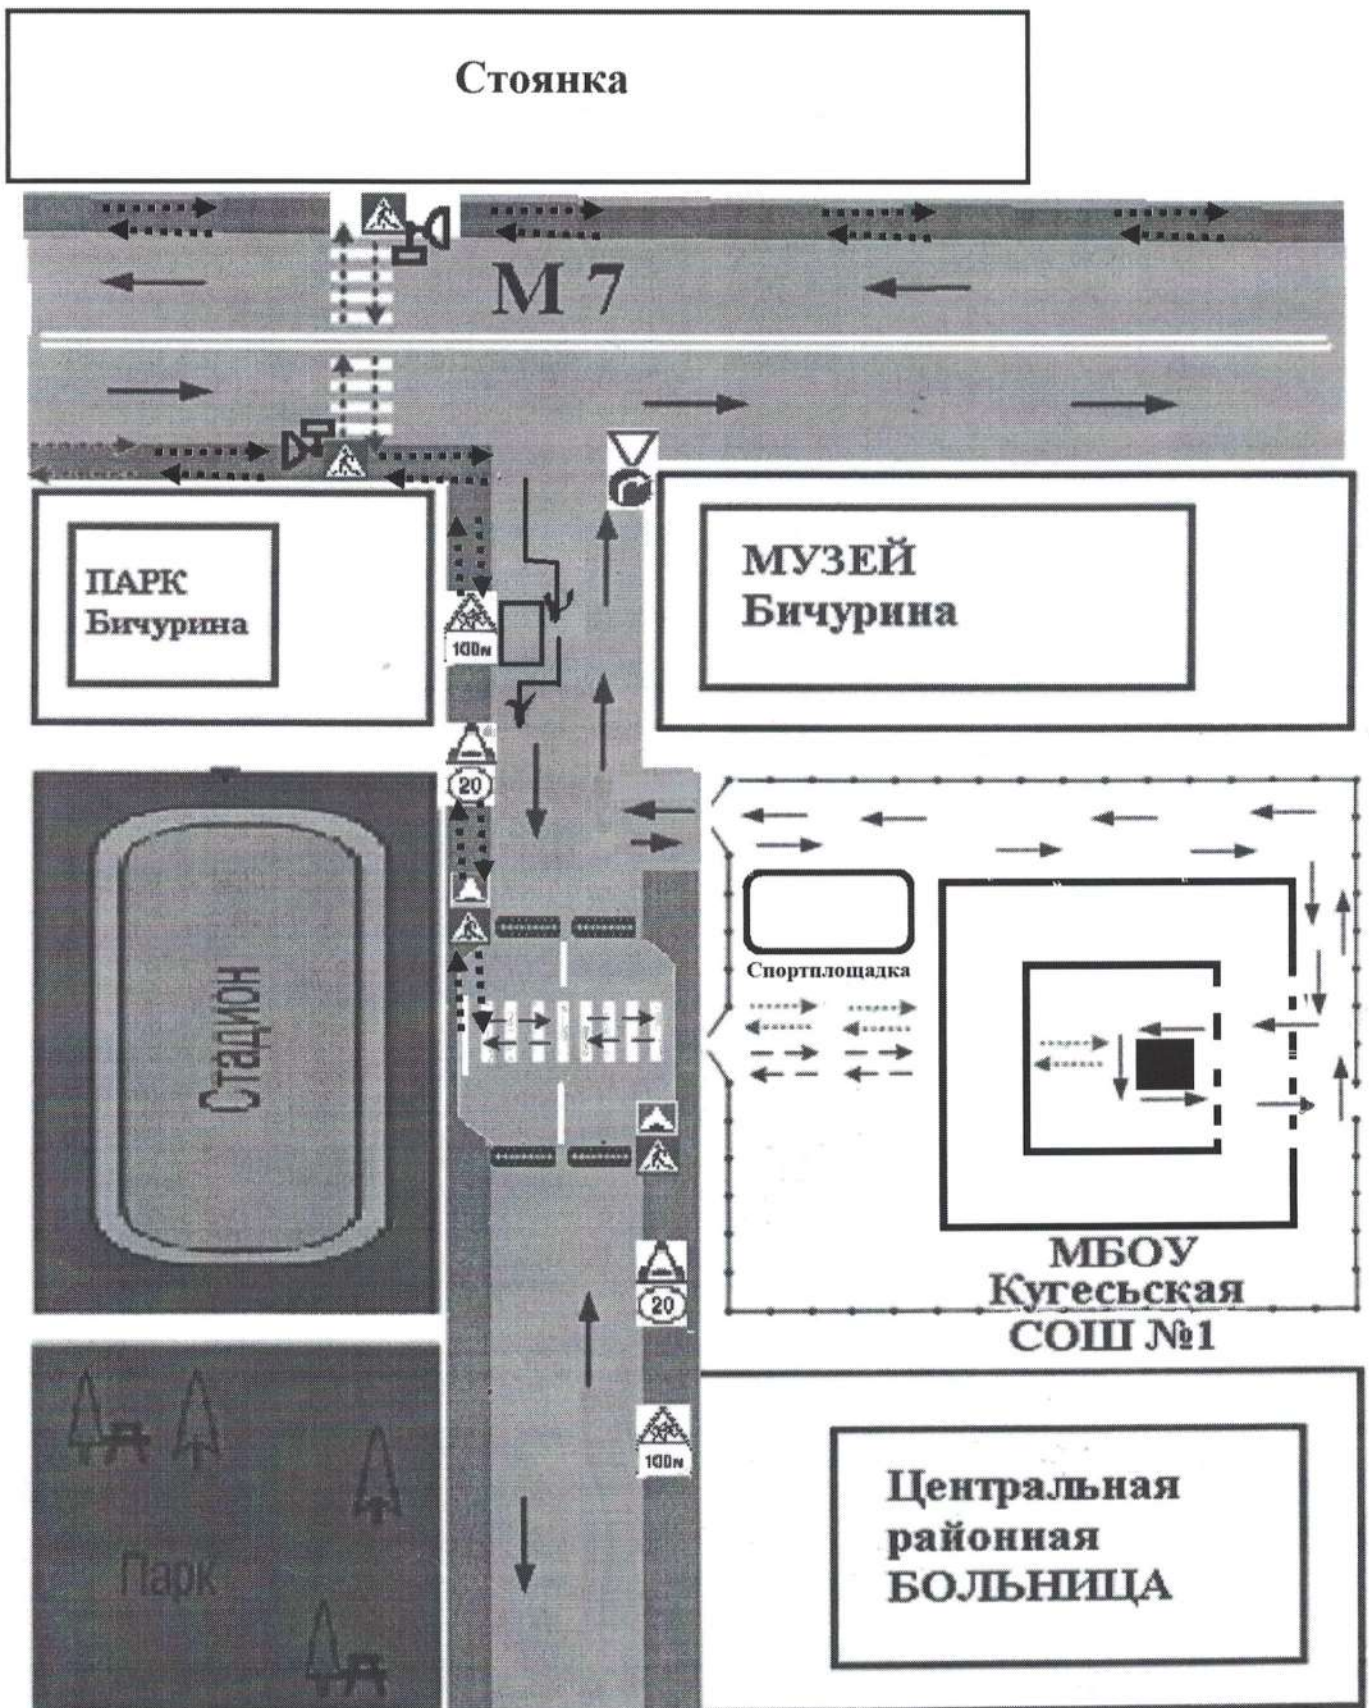 Стоянка
М 7
ПАРК
Бичурина
МУЗЕЙ
Бичурина
100м
20
Спортплощадка
Стадион
20
МБОУ
Кугесьская
СОШ №1
100м
Центральная
районная
БОЛЬНИЦА
Парк